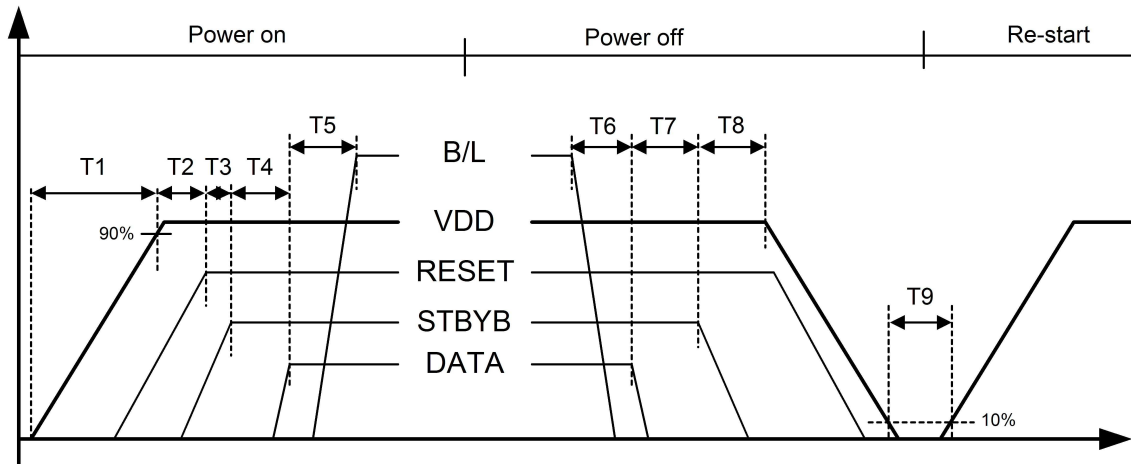 Power on
Power off
Re-start
T1
T2
T3
T4
T5
B/L
T6
T7
T8
VDD
90%
RESET
STBYB
DATA
T9
10%